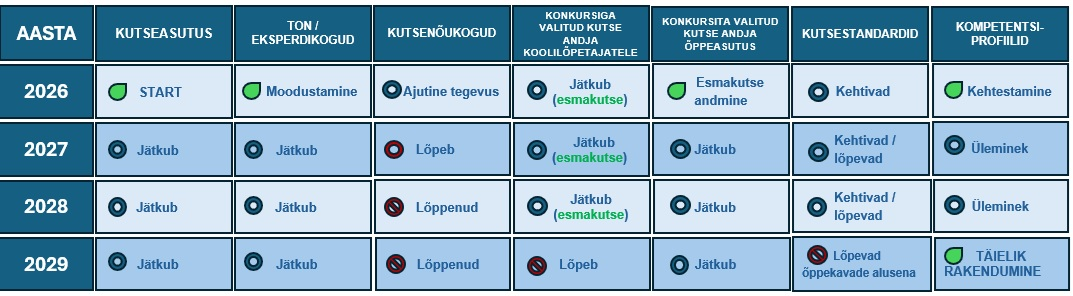 AASTA
KUTSEASUTUS
TON /
EKSPERDIKOGUD
KUTSENÕUKOGUD
KONKURSIGA
VALITUD KUTSE
ANDJA
KOOLILÕPETAJATELE
KONKURSITA VALITUD
KUTSE ANDJA
ÕPPEASUTUS
KUTSESTANDARDID
KOMPETENTSI-
PROFIILID
2026
START
Moodustamine
Ajutine tegevus
Jätkub
(esmakutse)
Esmakutse
andmine
Kehtivad
Kehtestamine
2027
Jätkub
Jätkub
Lõpeb
Jätkub
(esmakutse)
Jätkub
Kehtivad /
lõpevad
Üleminek
2028
Jätkub
Jätkub
Lõppenud
Jätkub
(esmakutse)
Jätkub
Kehtivad /
lõpevad
Üleminek
2029
Jätkub
Jätkub
Lõppenud
Lõpeb
Jätkub
Lõpevad
õppekavade alusena
TÄIELIK
RAKENDUMINE